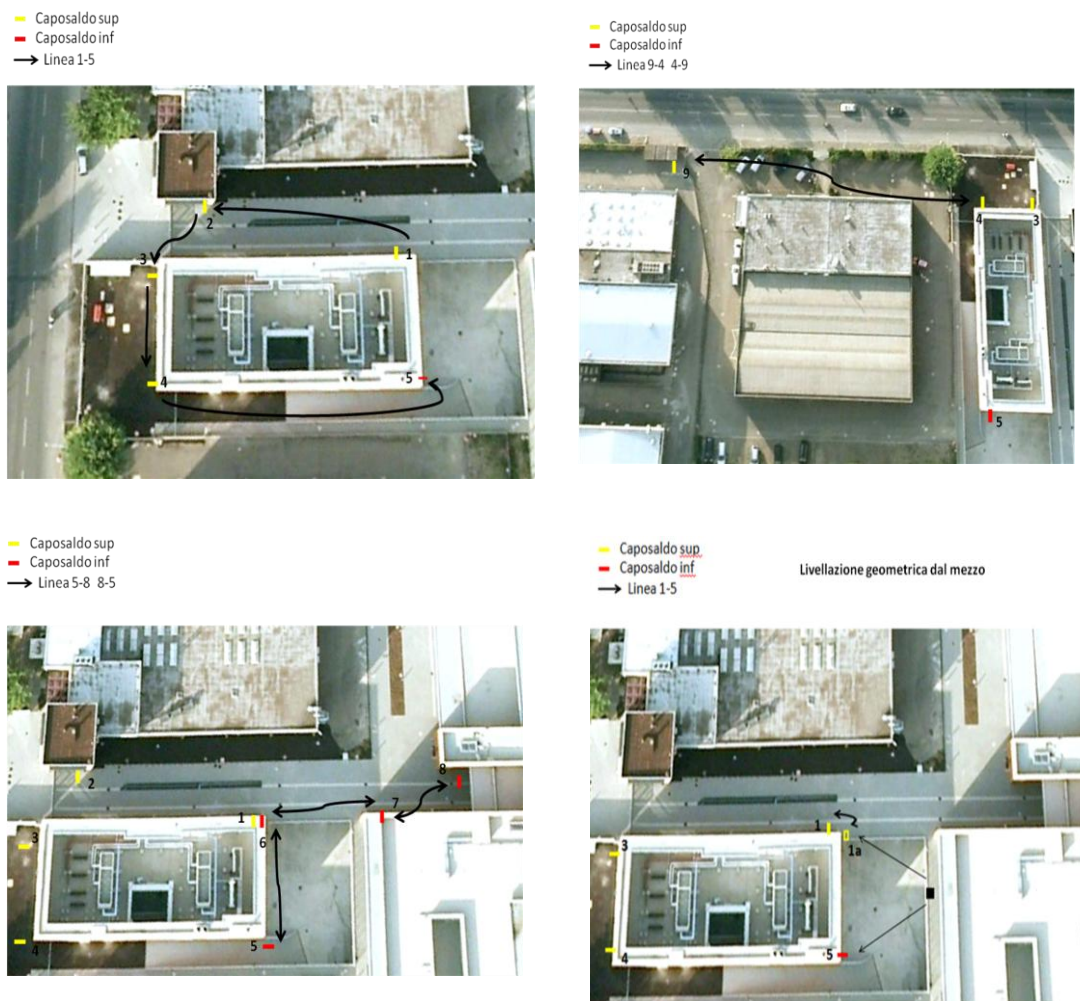 Caposaldo sup
Caposaldo inf
Linea 1-5
1
2
3
4
5
Caposaldo sup
Caposaldo inf
Linea 9-4 4-9
9
4
3
5
Caposaldo sup
Caposaldo inf
Linea 5-8 8-5
8
2
7
1
6
3
5
4
Caposaldo sup
Caposaldo inf
Livellazione geometrica dal mezzo
Linea 1-5
1
1a
3
4
5